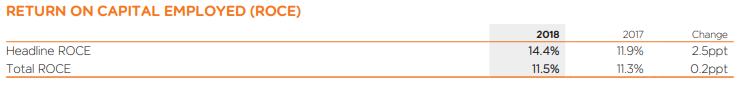 RETURN ON CAPITAL EMPLOYED (ROCE)
2018 2017 Change
Headline ROCE 14.4% 11.9% 2.5ppt
Total ROCE 11.5% 11.3% 0.2ppt